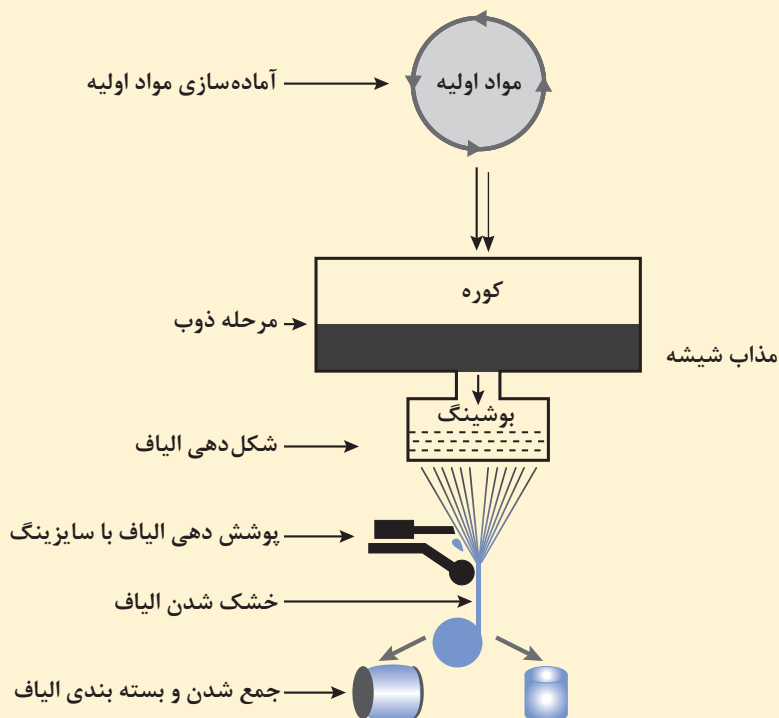 مواد اولیه
آماده‌سازی مواد اولیه
کوره
مرحله ذوب
مذاب شیشه
بوشینگ
شکل‌دهی الیاف
پوشش دهی الیاف با سایزینگ
خشک شدن الیاف
جمع شدن و بسته بندی الیاف